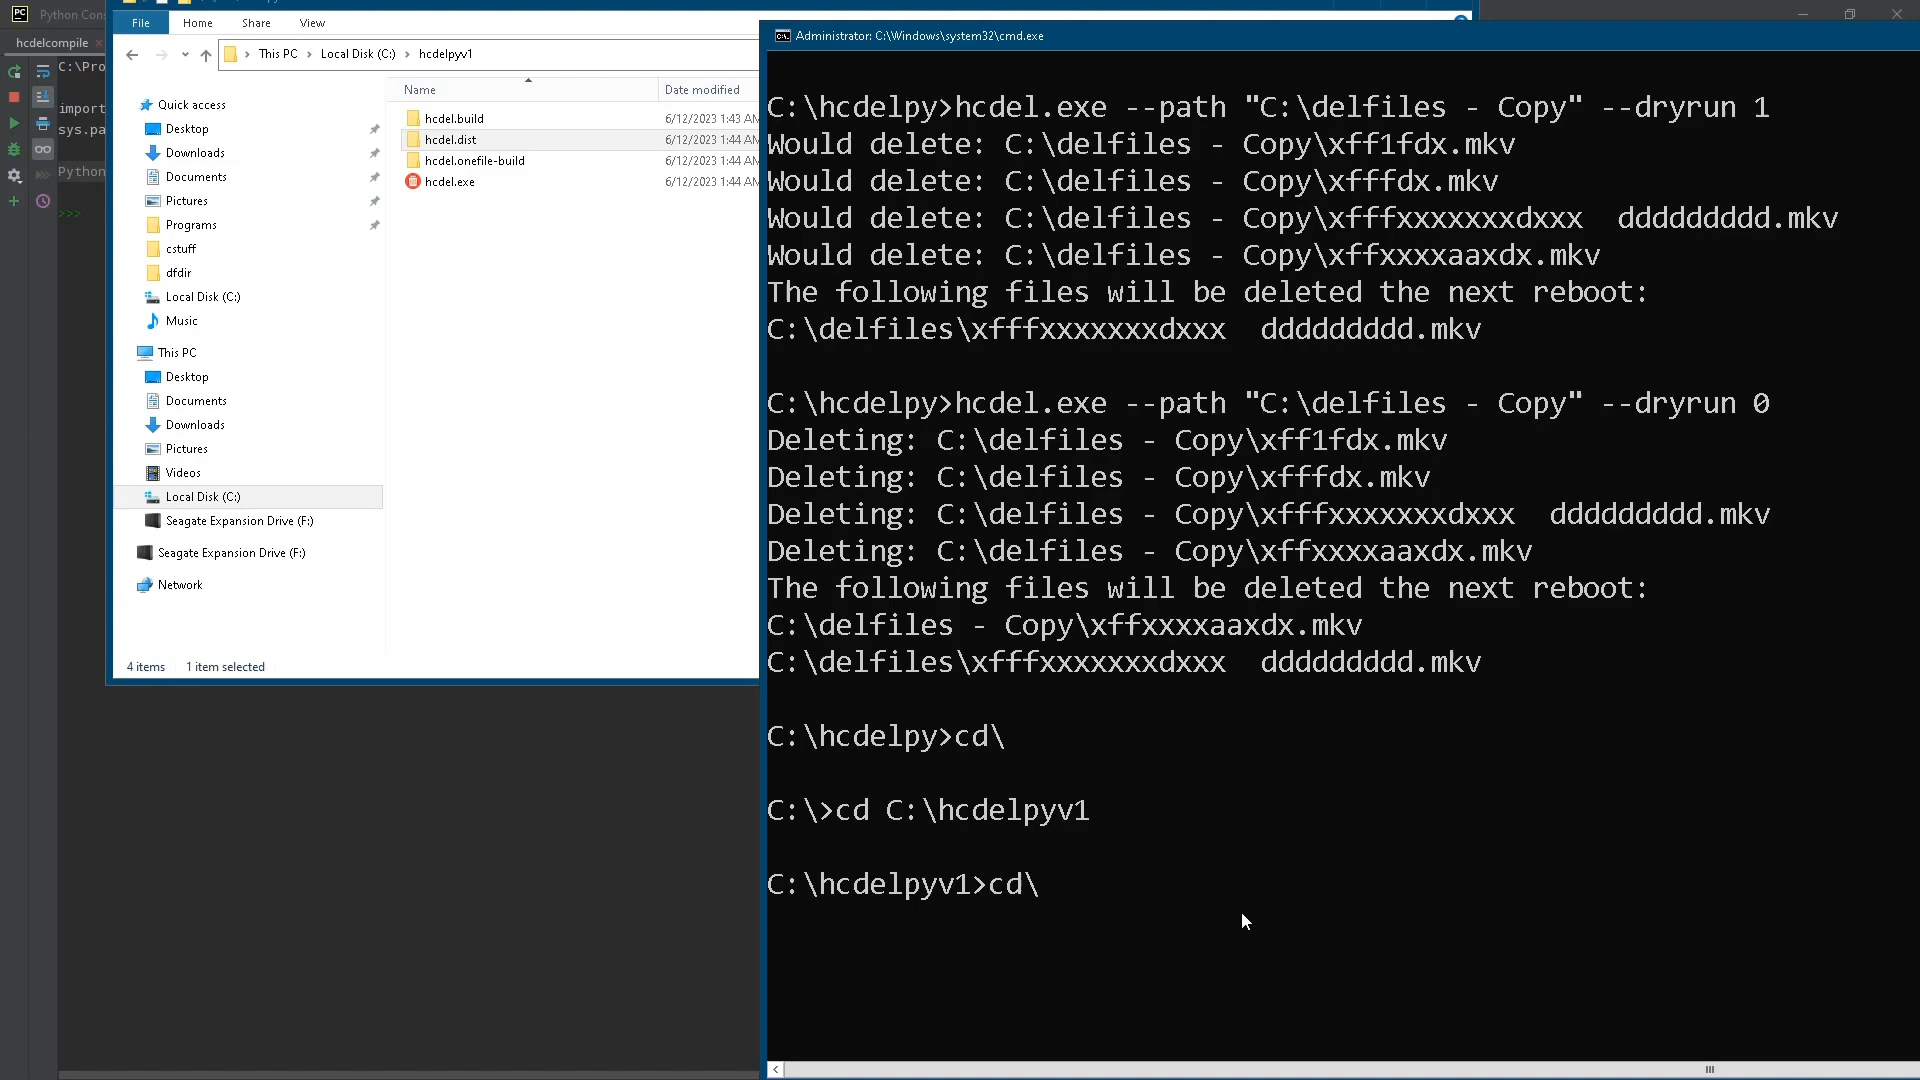 PC Python Con
hcdelcompile
C:\Pro
import
sys.pa
Python
>>>
File Home Share View
This PC > Local Disk (C:) > hcdelpyv1
Name Date modified
hcdel.build 6/12/2023 1:43 AM
hcdel.dist 6/12/2023 1:44 AM
hcdel.onefile-build 6/12/2023 1:44 AM
hcdel.exe 6/12/2023 1:44 AM
Quick access
Desktop
Downloads
Documents
Pictures
Programs
cstuff
dfdir
Local Disk (C:)
Music
This PC
Desktop
Documents
Downloads
Pictures
Videos
Local Disk (C:)
Seagate Expansion Drive (F:)
Seagate Expansion Drive (F:)
Network
4 items 1 item selected
Administrator: C:\Windows\system32\cmd.exe
C:\hcdelpy>hcdel.exe --path "C:\delfiles - Copy" --dryrun 1
Would delete: C:\delfiles - Copy\xff1fdx.mkv
Would delete: C:\delfiles - Copy\xfffdx.mkv
Would delete: C:\delfiles - Copy\xfffxxxxxxxdxxx  ddddddddd.mkv
Would delete: C:\delfiles - Copy\xffxxxxaaxdx.mkv
The following files will be deleted the next reboot:
C:\delfiles\xfffxxxxxxxdxxx  ddddddddd.mkv
C:\hcdelpy>hcdel.exe --path "C:\delfiles - Copy" --dryrun 0
Deleting: C:\delfiles - Copy\xff1fdx.mkv
Deleting: C:\delfiles - Copy\xfffdx.mkv
Deleting: C:\delfiles - Copy\xfffxxxxxxxdxxx  ddddddddd.mkv
Deleting: C:\delfiles - Copy\xffxxxxaaxdx.mkv
The following files will be deleted the next reboot:
C:\delfiles - Copy\xffxxxxaaxdx.mkv
C:\delfiles\xfffxxxxxxxdxxx  ddddddddd.mkv
C:\hcdelpy>cd\
C:\>cd C:\hcdelpyv1
C:\hcdelpyv1>cd\